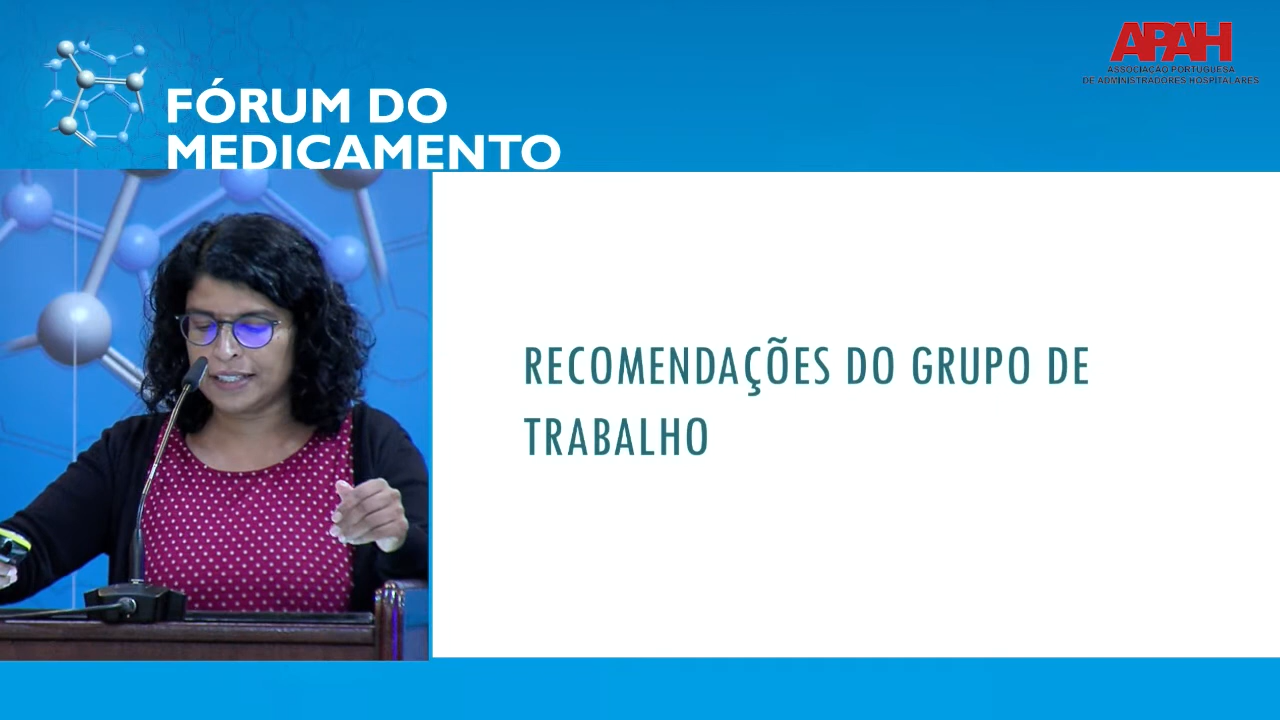 APAH
ASSOCIAÇÃO PORTUGUESA
DE ADMINISTRADORES HOSPITALARES
FÓRUM DO
MEDICAMENTO
RECOMENDAÇÕES DO GRUPO DE
TRABALHO